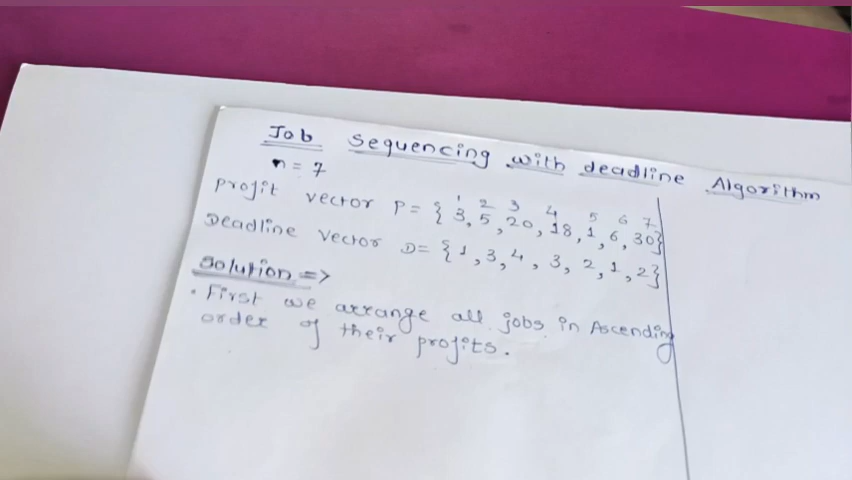 Job Sequencing with deadline Algorithm
n = 7
1 2 3 4 5 6 7
Profit vector P = { 3, 5, 20, 18, 1, 6, 30}
Deadline vector D= { 1, 3, 4, 3, 2, 1, 2}
Solution =>
• First we arrange all jobs in Ascending
order of their profits.